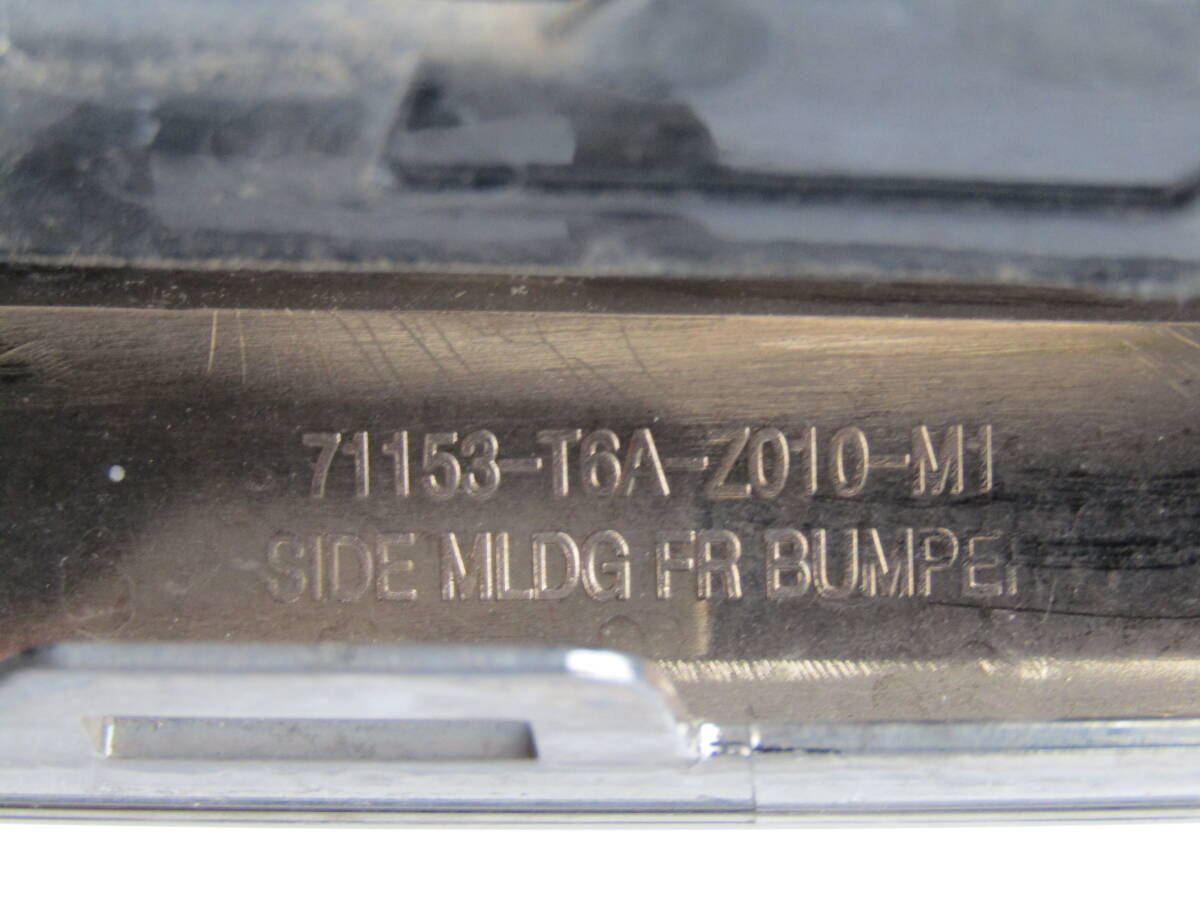 71153-T6A-Z010-M1
SIDE MLDG FR BUMPER